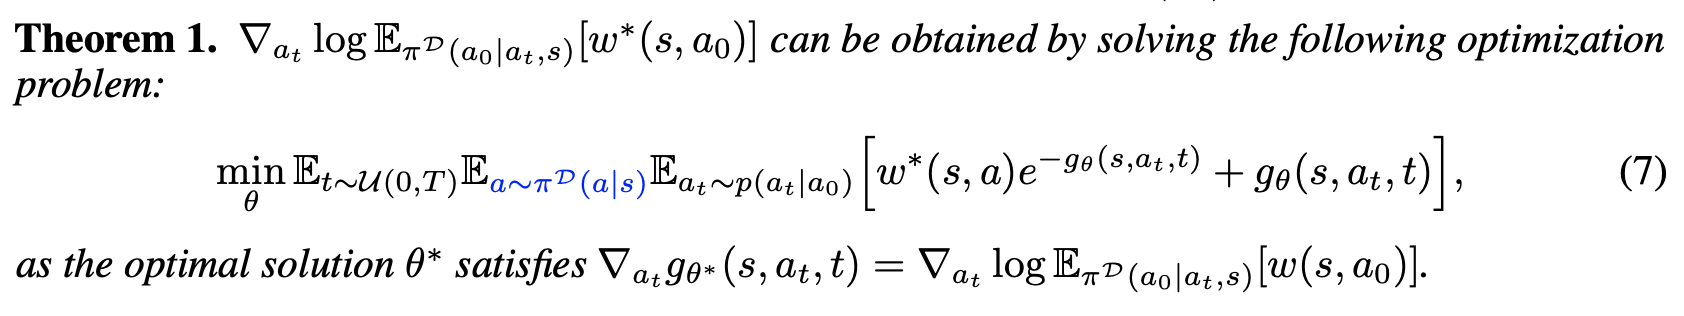 Theorem 1. ∇_{a_t} log 𝔼_{π^𝒟(a_0|a_t,s)}[w*(s, a_0)] can be obtained by solving the following optimization
problem:
min_θ 𝔼_{t∼𝒰(0,T)}𝔼_{a∼π^𝒟(a|s)}𝔼_{a_t∼p(a_t|a_0)}[w*(s, a)e^{−g_θ(s,a_t,t)} + g_θ(s, a_t, t)], (7)
as the optimal solution θ* satisfies ∇_{a_t}g_{θ*}(s, a_t, t) = ∇_{a_t} log 𝔼_{π^𝒟(a_0|a_t,s)}[w(s, a_0)].